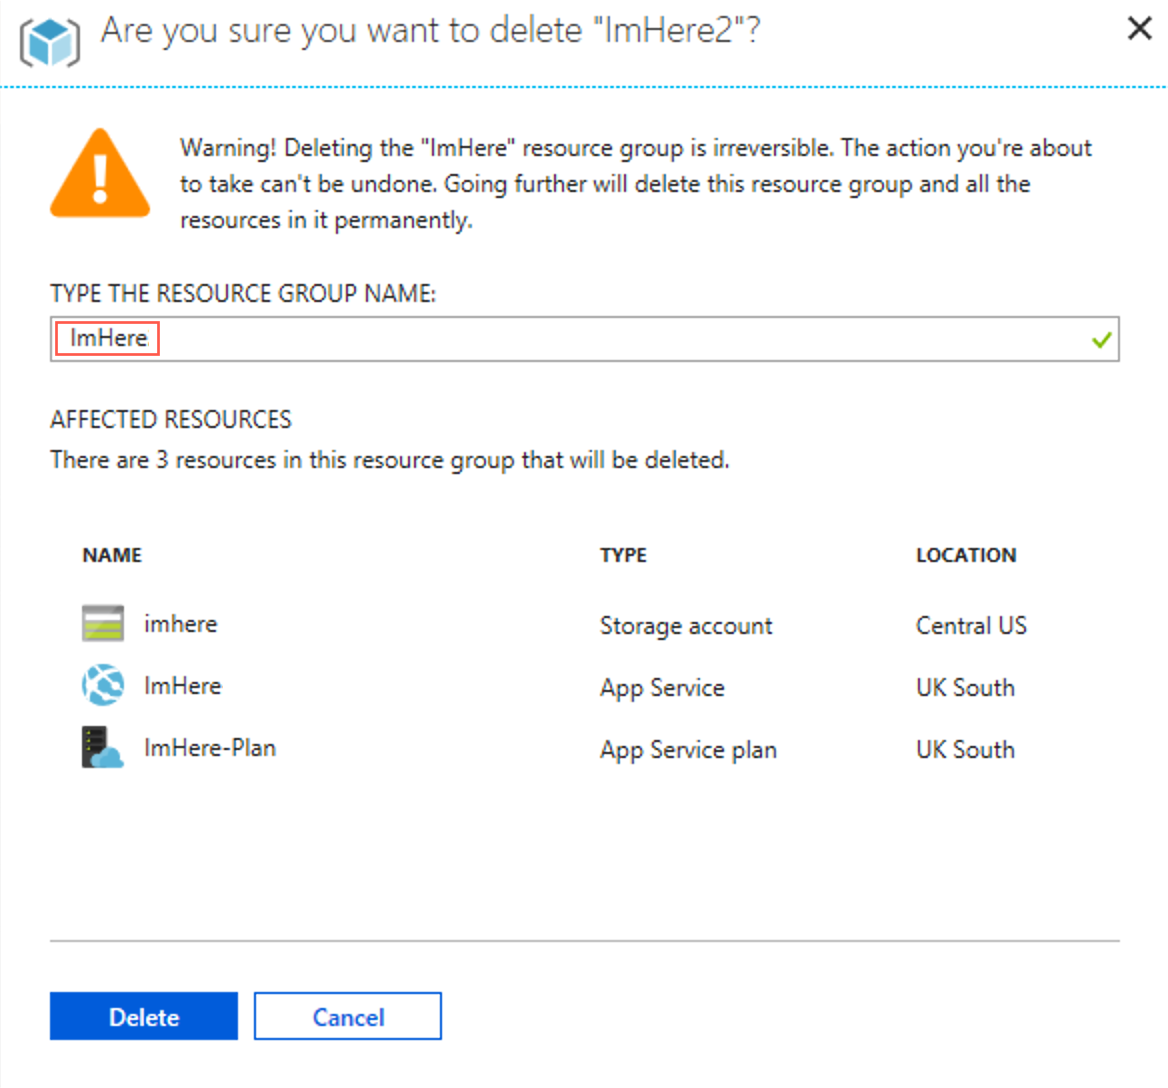 Are you sure you want to delete "ImHere2"?
Warning! Deleting the "ImHere" resource group is irreversible. The action you're about
to take can't be undone. Going further will delete this resource group and all the
resources in it permanently.
TYPE THE RESOURCE GROUP NAME:
ImHere
AFFECTED RESOURCES
There are 3 resources in this resource group that will be deleted.
NAME TYPE LOCATION
imhere Storage account Central US
ImHere App Service UK South
ImHere-Plan App Service plan UK South
Delete Cancel